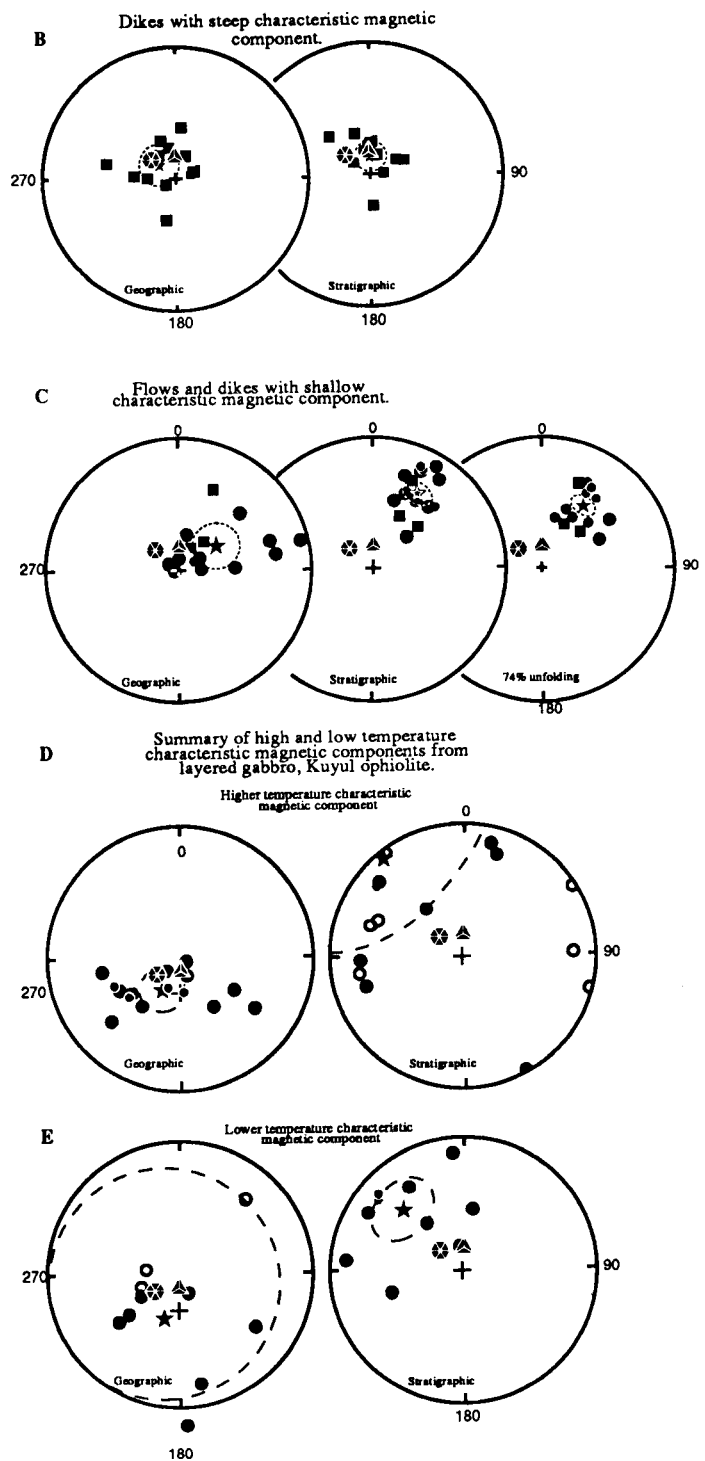 B
Dikes with steep characteristic magnetic
component.
270
90
Geographic
Stratigraphic
180
180
C
Flows and dikes with shallow
characteristic magnetic component.
0
0
0
270
90
Geographic
Stratigraphic
74% unfolding
180
D
Summary of high and low temperature
characteristic magnetic components from
layered gabbro, Kuyul ophiolite.
Higher temperature characteristic
magnetic component
0
0
270
90
Geographic
Stratigraphic
E
Lower temperature characteristic
magnetic component
270
90
Geographic
Stratigraphic
180
180